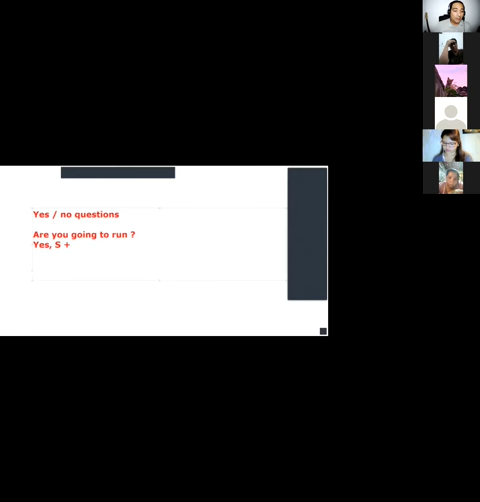 Yes / no questions
Are you going to run ?
Yes, S +